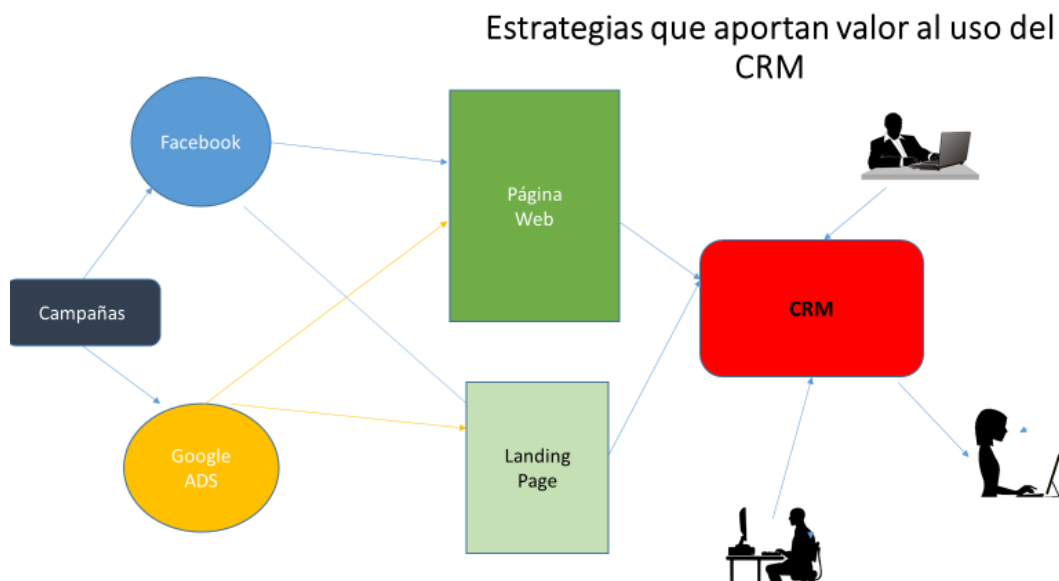 Estrategias que aportan valor al uso del
CRM
Facebook
Página
Web
Campañas
CRM
Google
ADS
Landing
Page